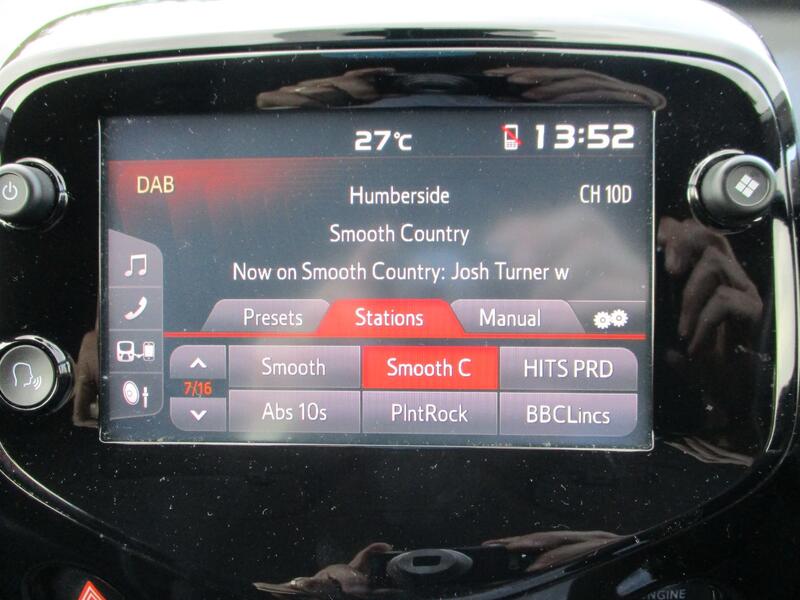 27°C 13:52
DAB Humberside CH 10D
Smooth Country
Now on Smooth Country: Josh Turner w
Presets Stations Manual
Smooth Smooth C HITS PRD
7/16
Abs 10s PlntRock BBCLincs
ENGINE